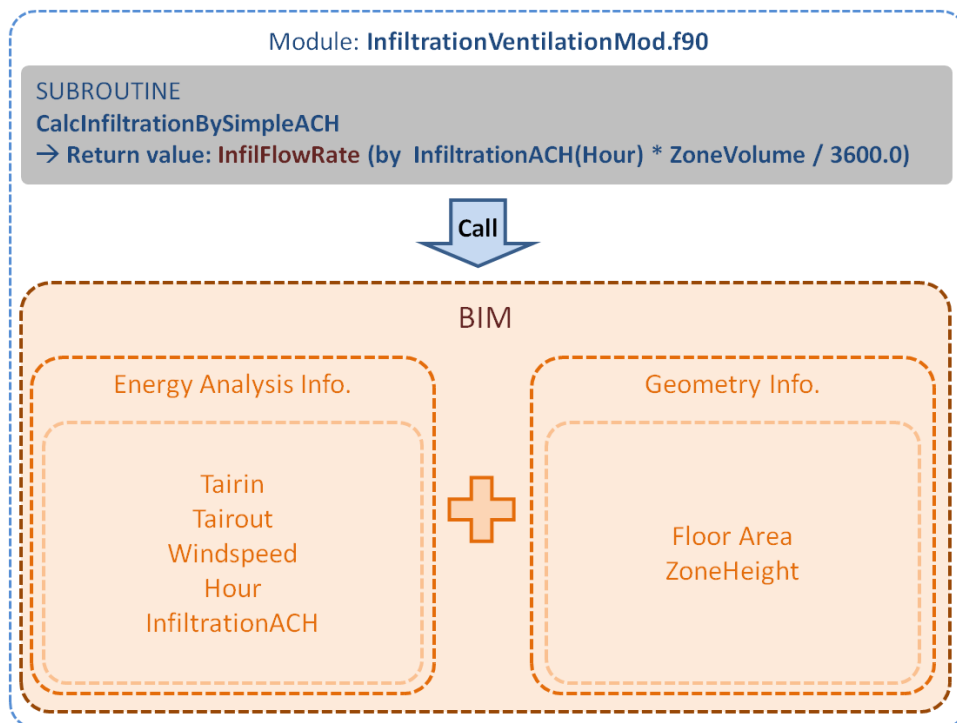 Module: InfiltrationVentilationMod.f90
SUBROUTINE
CalcInfiltrationBySimpleACH
→ Return value: InfilFlowRate (by InfiltrationACH(Hour) * ZoneVolume / 3600.0)
Call
BIM
Energy Analysis Info.
Tairin
Tairout
Windspeed
Hour
InfiltrationACH
Geometry Info.
Floor Area
ZoneHeight